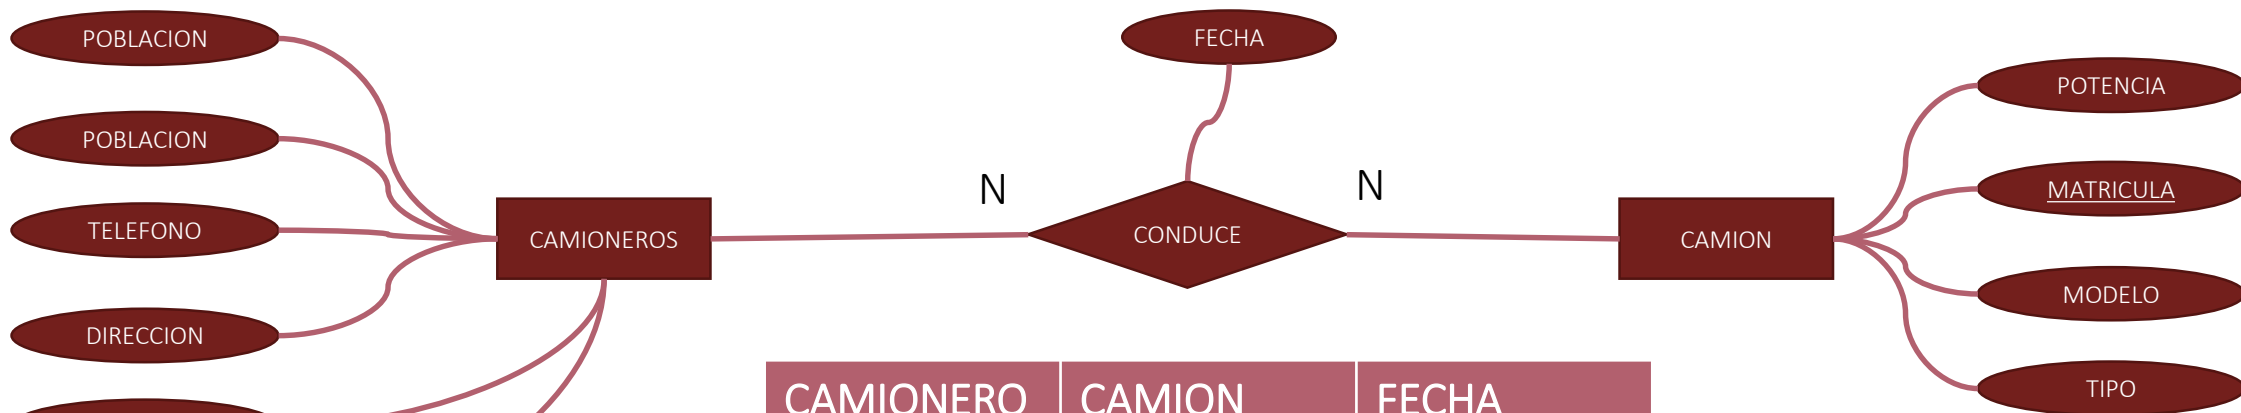 POBLACION
POBLACION
TELEFONO
DIRECCION
CAMIONEROS
FECHA
N
CONDUCE
N
CAMION
POTENCIA
MATRICULA
MODELO
TIPO
CAMIONERO CAMION FECHA